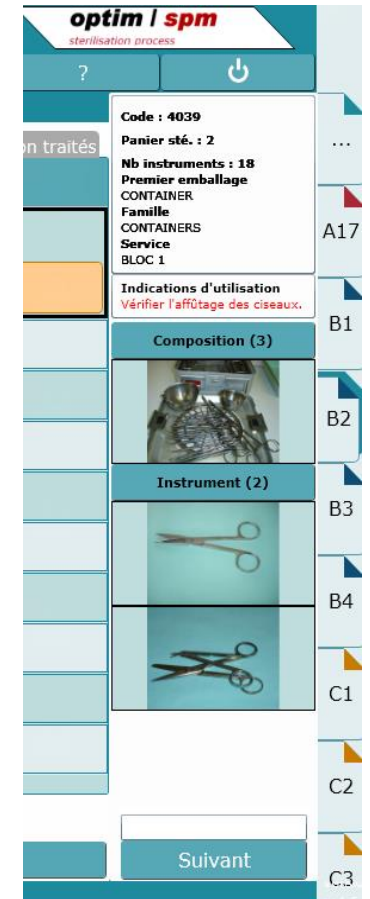 optim / spm
sterilisation process
?
on traités
Code : 4039
Panier sté. : 2
Nb instruments : 18
Premier emballage
CONTAINER
Famille
CONTAINERS
Service
BLOC 1
Indications d'utilisation
Vérifier l'affûtage des ciseaux.
Composition (3)
Instrument (2)
Suivant
...
A17
B1
B2
B3
B4
C1
C2
C3